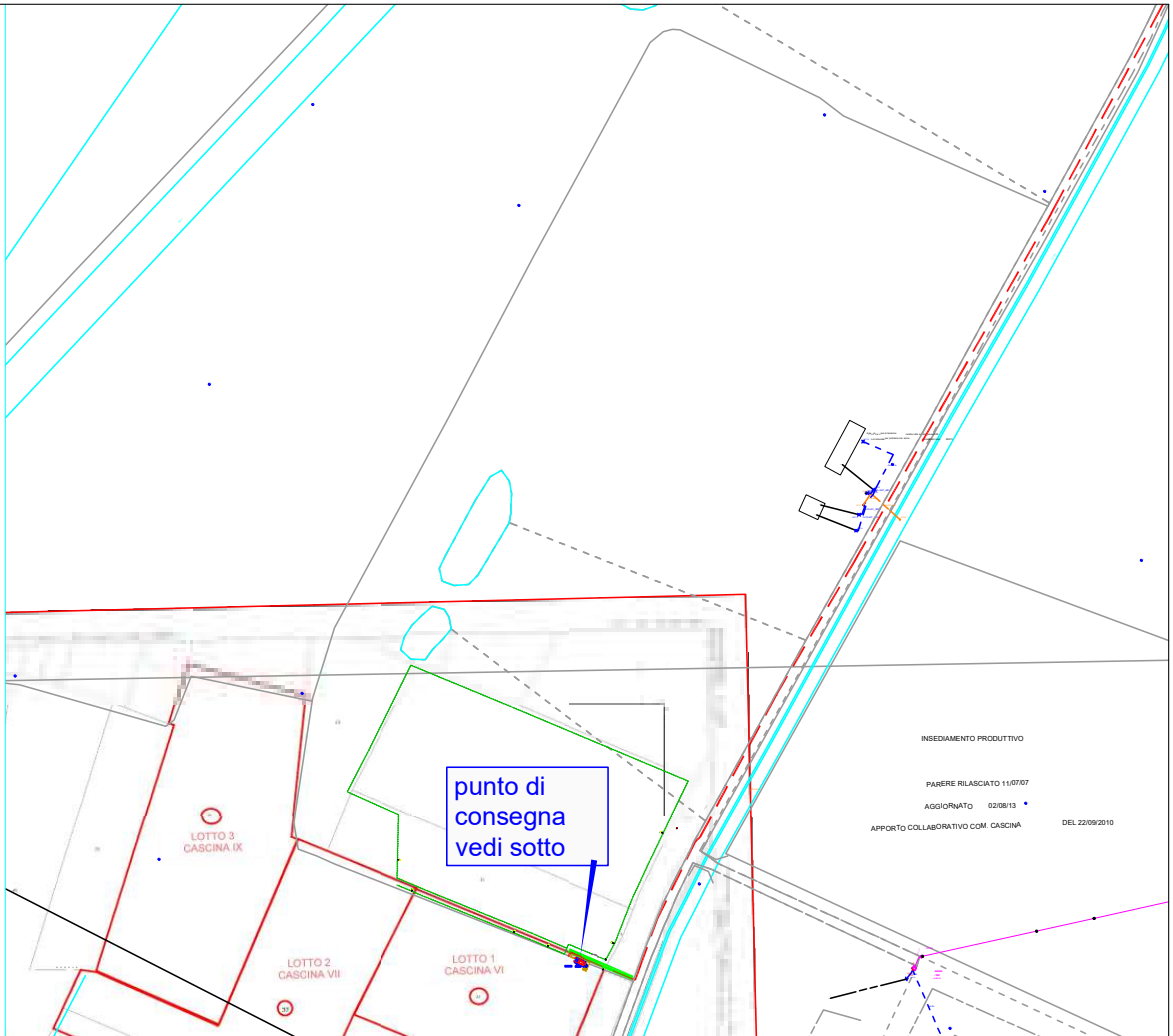 INSEDIAMENTO PRODUTTIVO
punto di
consegna
vedi sotto
PARERE RILASCIATO 11/07/07
AGGIORNATO 02/08/13
APPORTO COLLABORATIVO COM. CASCINA DEL 22/09/2010
LOTTO 3
CASCINA IX
LOTTO 2
CASCINA VII
37
LOTTO 1
CASCINA VI